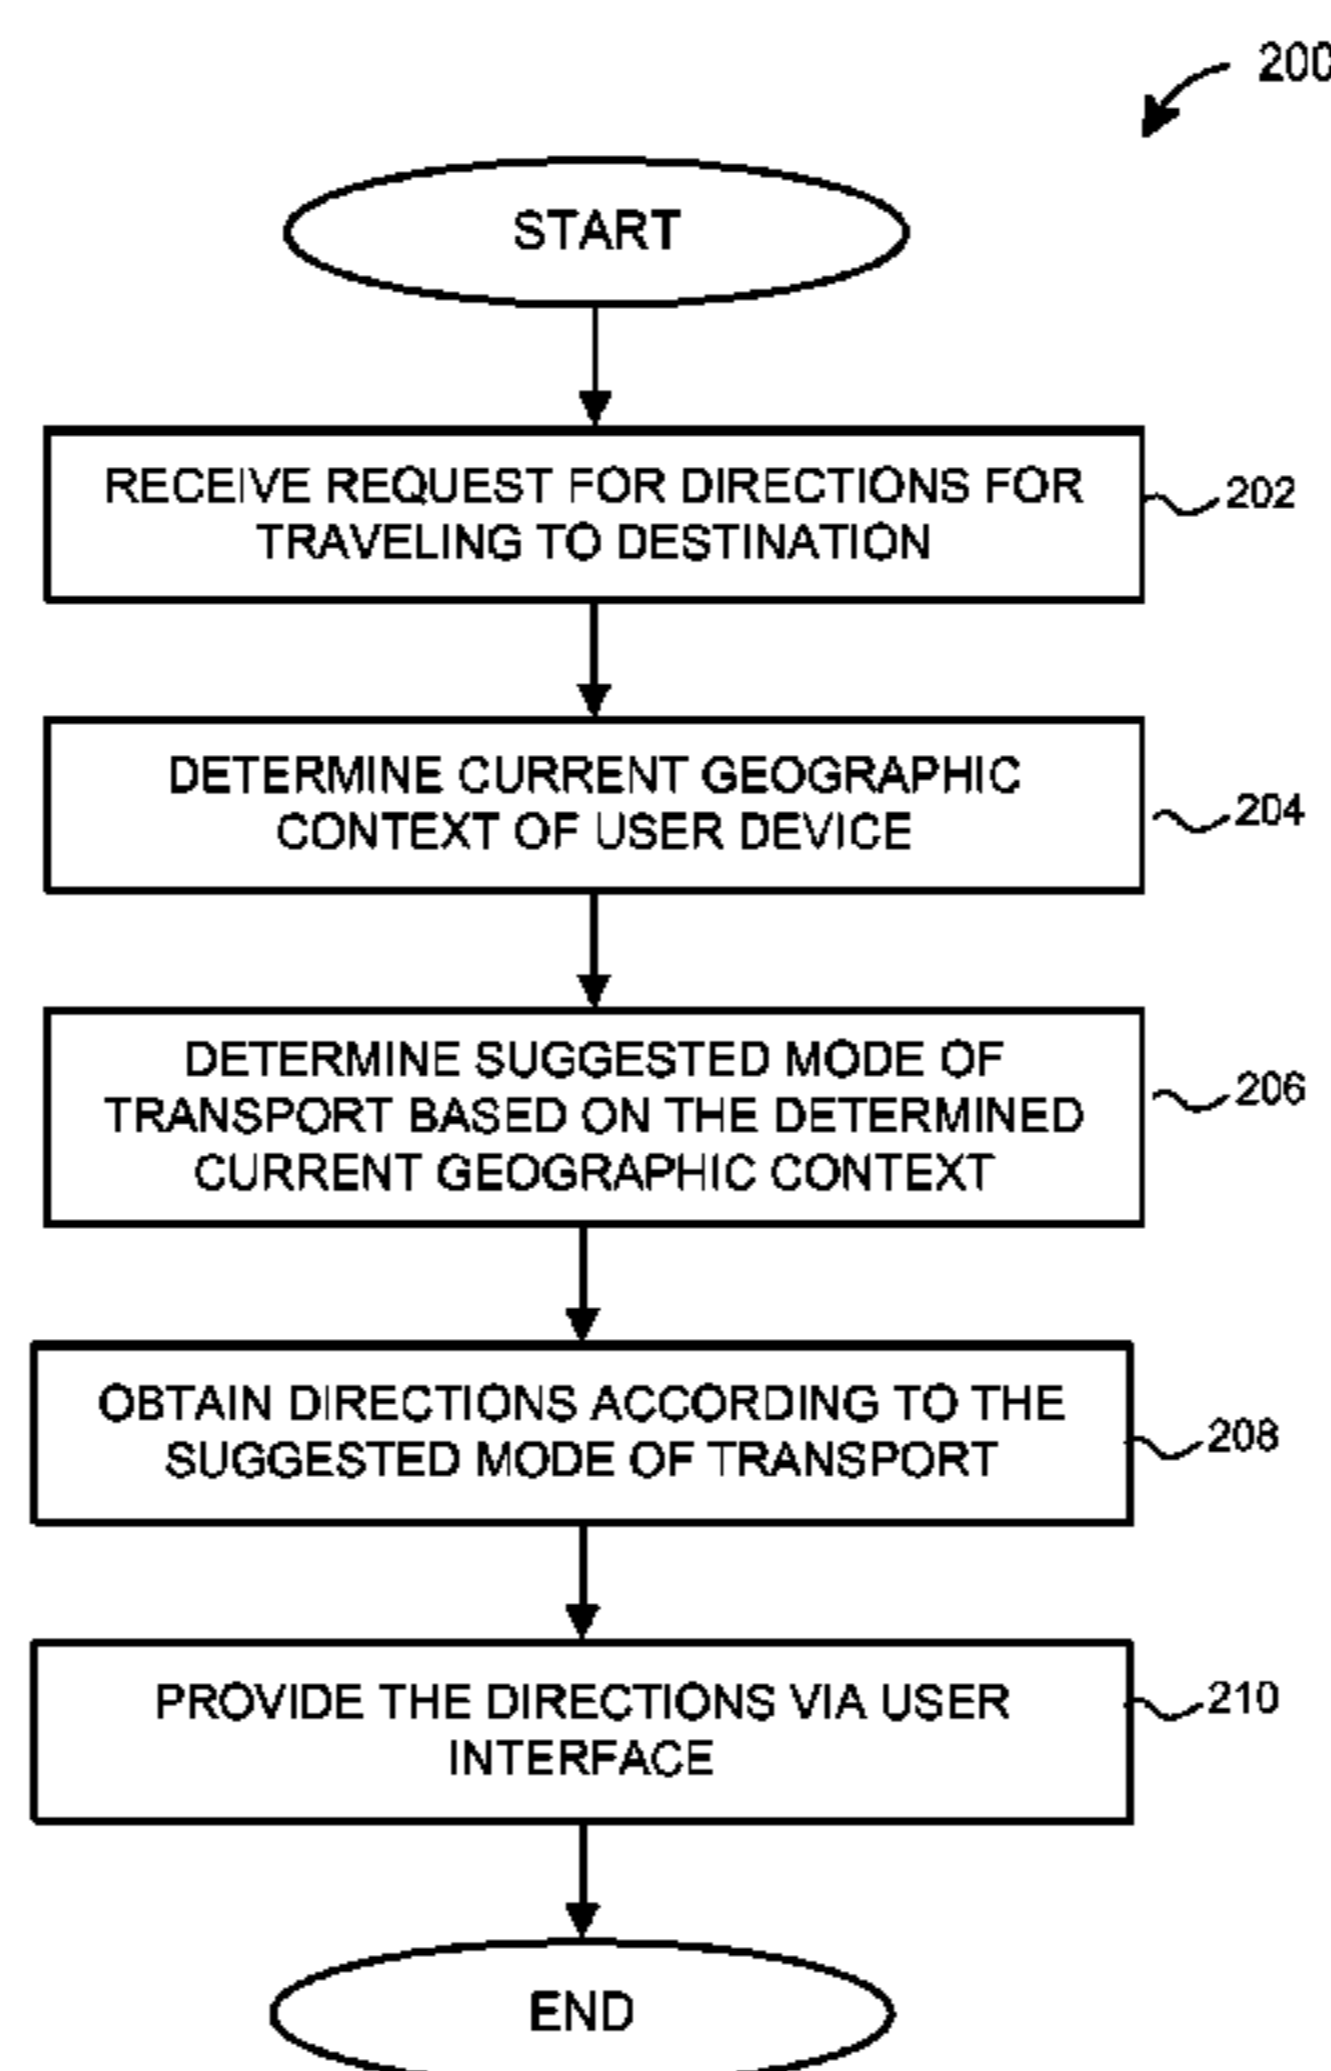 200
START
RECEIVE REQUEST FOR DIRECTIONS FOR
TRAVELING TO DESTINATION
202
DETERMINE CURRENT GEOGRAPHIC
CONTEXT OF USER DEVICE
204
DETERMINE SUGGESTED MODE OF
TRANSPORT BASED ON THE DETERMINED
CURRENT GEOGRAPHIC CONTEXT
206
OBTAIN DIRECTIONS ACCORDING TO THE
SUGGESTED MODE OF TRANSPORT
208
PROVIDE THE DIRECTIONS VIA USER
INTERFACE
210
END